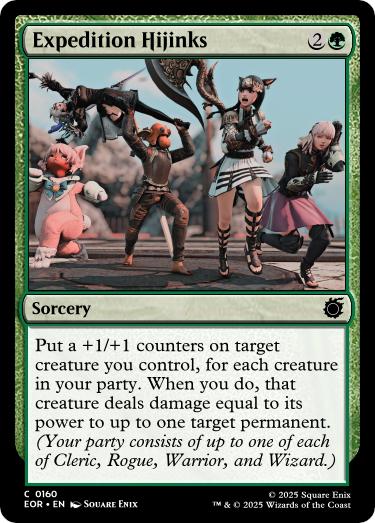 Expedition Hijinks 2
Sorcery
Put a +1/+1 counters on target
creature you control, for each creature
in your party. When you do, that
creature deals damage equal to its
power to up to one target permanent.
(Your party consists of up to one of each
of Cleric, Rogue, Warrior, and Wizard.)
C 0160 © 2025 Square Enix
EOR • EN Square Enix ™ & © 2025 Wizards of the Coast